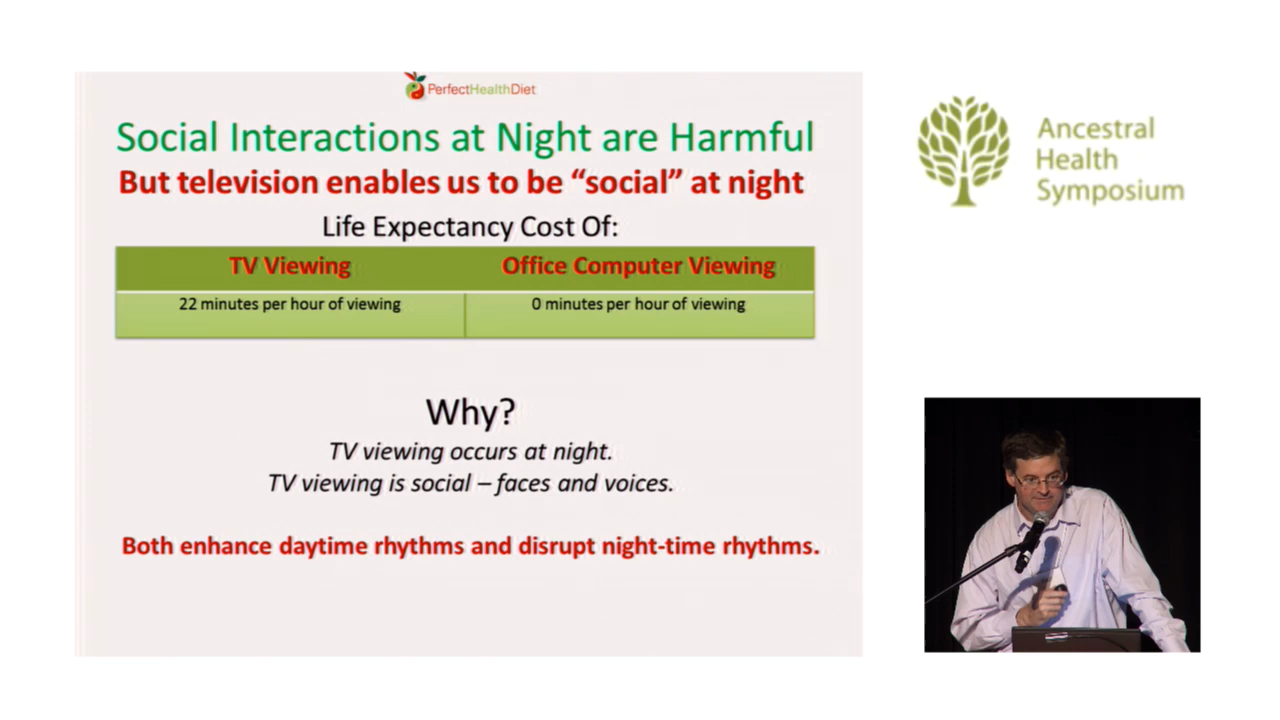 PerfectHealthDiet
Social Interactions at Night are Harmful
But television enables us to be “social” at night
Life Expectancy Cost Of:
TV Viewing
Office Computer Viewing
22 minutes per hour of viewing
0 minutes per hour of viewing
Why?
TV viewing occurs at night.
TV viewing is social – faces and voices.
Both enhance daytime rhythms and disrupt night-time rhythms.
Ancestral
Health
Symposium